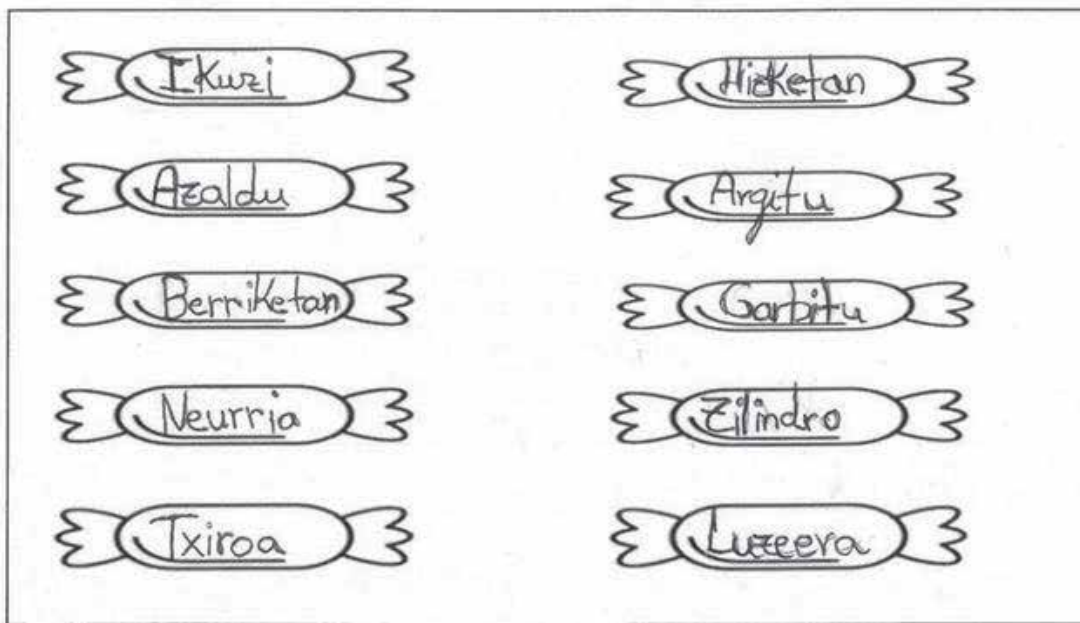 Ikuzi
Hizketan
Azaldu
Argitu
Berriketan
Garbitu
Neurria
Zilindro
Txiroa
Luzeera